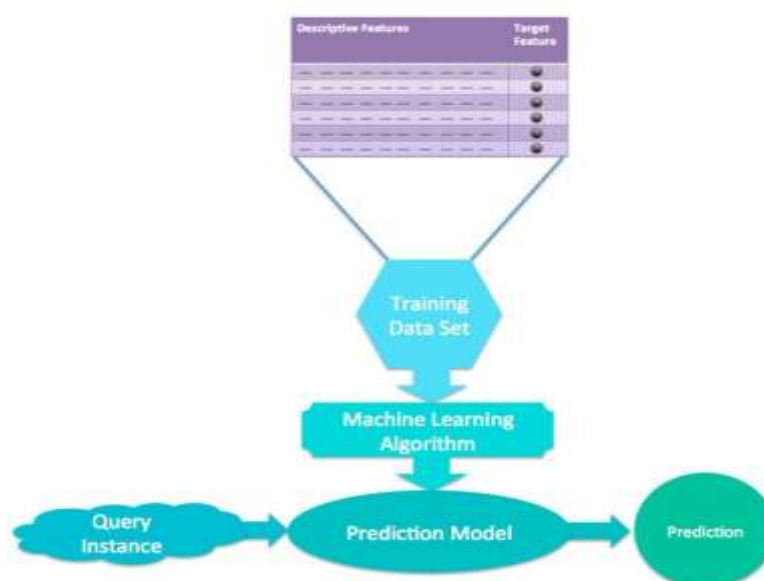 Descriptive Features
Target
Feature
Training
Data Set
Machine Learning
Algorithm
Query
Instance
Prediction Model
Prediction